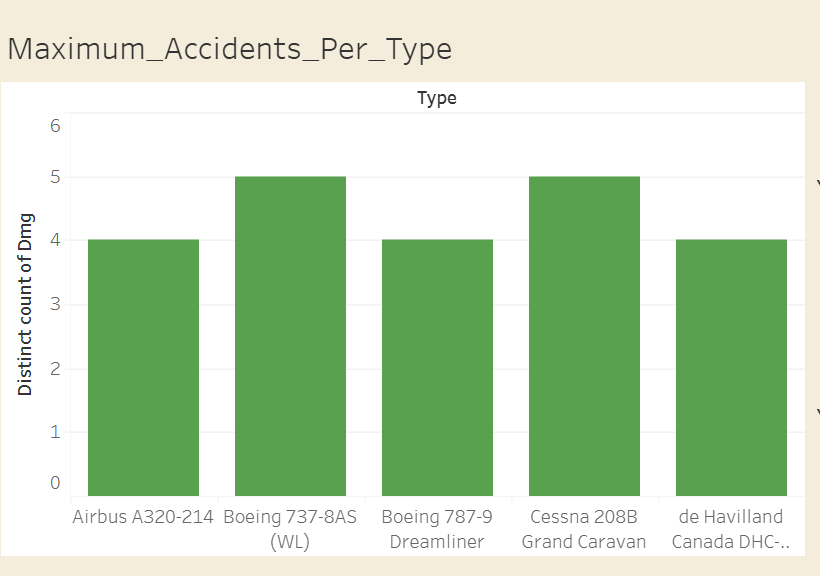 Maximum_Accidents_Per_Type
Type
Distinct count of Dmg
6
5
4
3
2
1
0
Airbus A320-214
Boeing 737-8AS
(WL)
Boeing 787-9
Dreamliner
Cessna 208B
Grand Caravan
de Havilland
Canada DHC-..